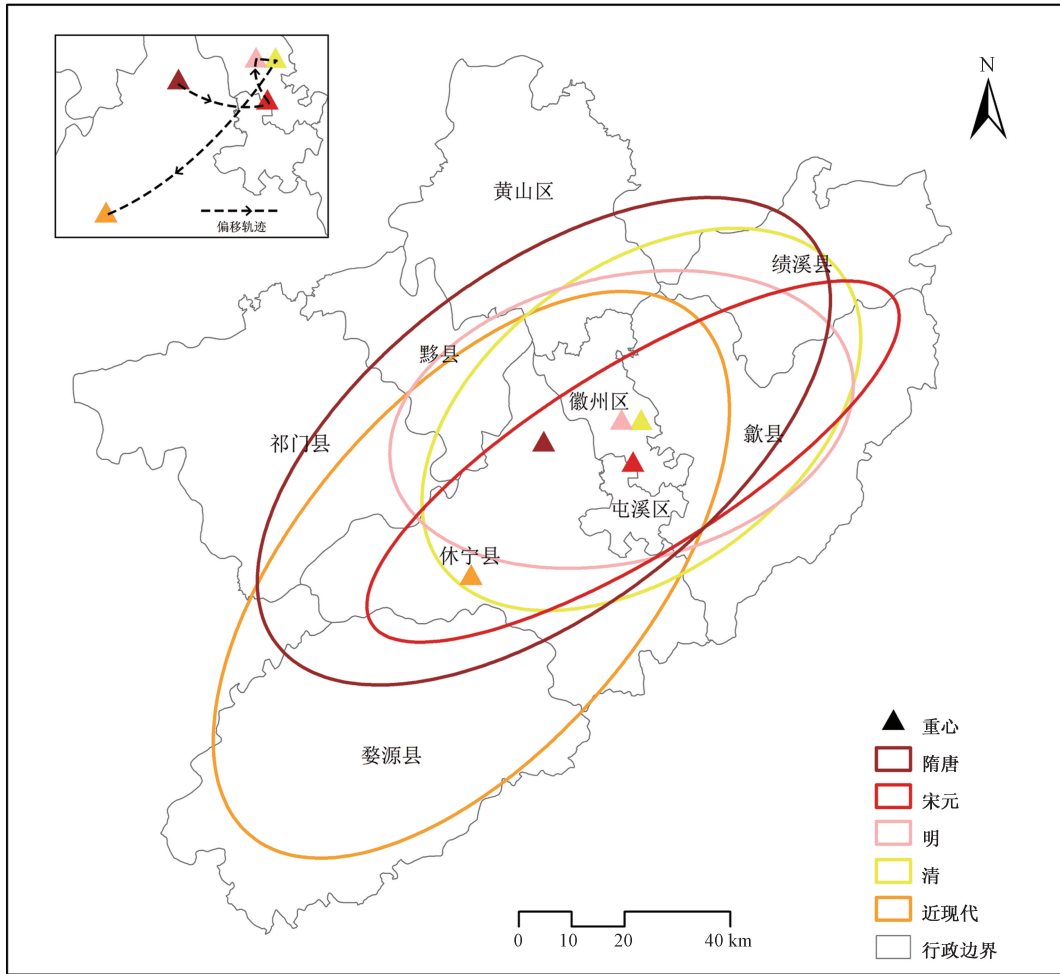 偏移轨迹
N
黄山区
绩溪县
黟县
徽州区
祁门县
歙县
屯溪区
休宁县
婺源县
重心
隋唐
宋元
明
清
近现代
行政边界
0 10 20 40 km